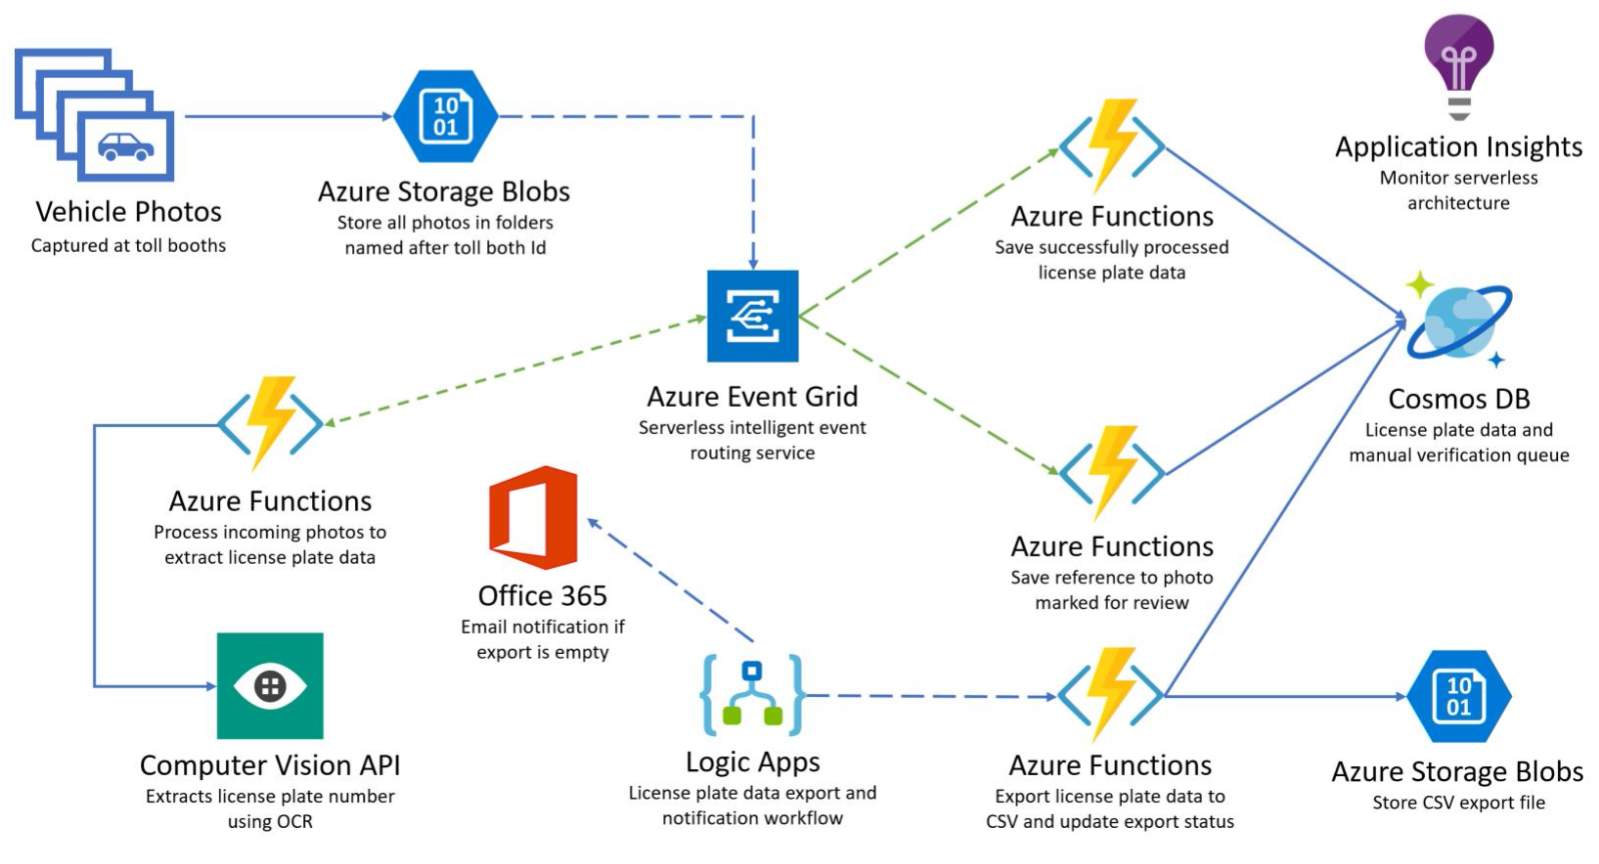 Vehicle Photos
Captured at toll booths
10
01
Azure Storage Blobs
Store all photos in folders
named after toll both Id
Azure Event Grid
Serverless intelligent event
routing service
Azure Functions
Save successfully processed
license plate data
Application Insights
Monitor serverless
architecture
Cosmos DB
License plate data and
manual verification queue
Azure Functions
Process incoming photos to
extract license plate data
Computer Vision API
Extracts license plate number
using OCR
Office 365
Email notification if
export is empty
Azure Functions
Save reference to photo
marked for review
Logic Apps
License plate data export and
notification workflow
Azure Functions
Export license plate data to
CSV and update export status
10
01
Azure Storage Blobs
Store CSV export file